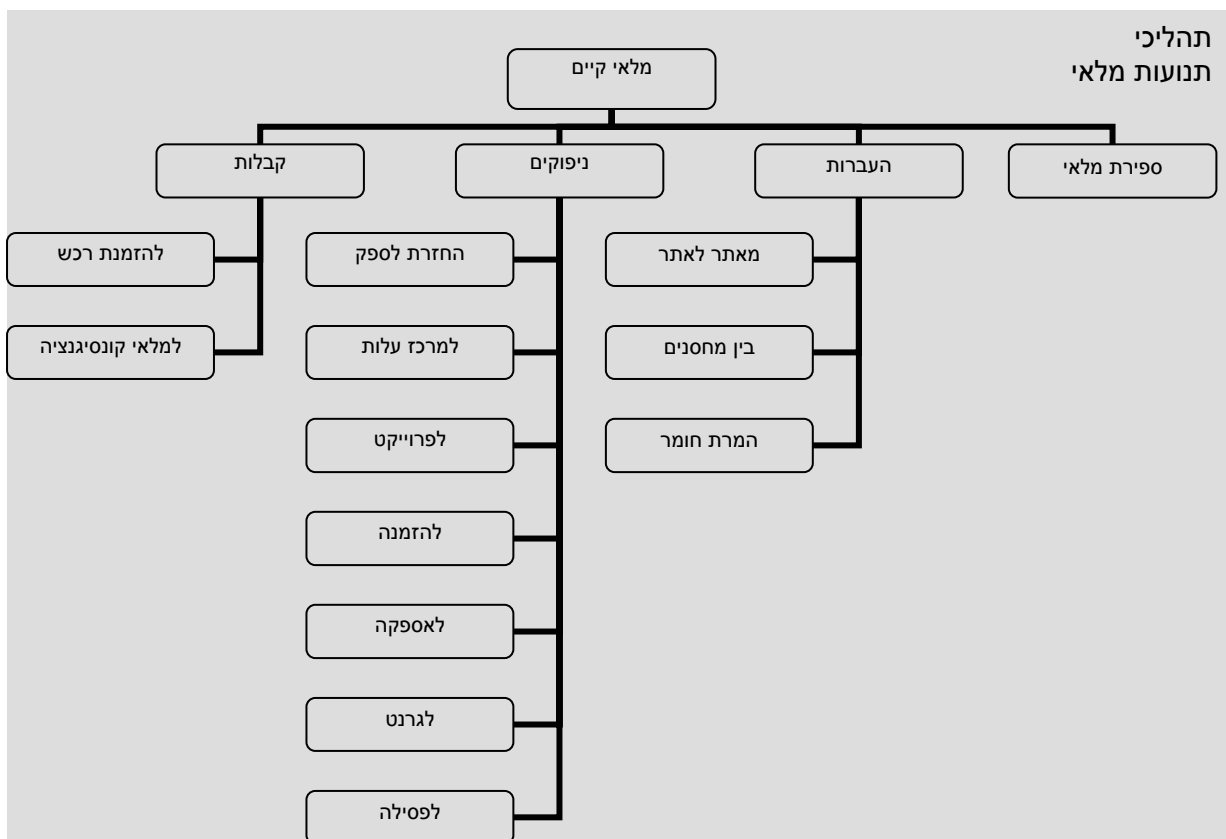 תהליכי
תנועות מלאי
מלאי קיים
ספירת מלאי
העברות
ניפוקים
קבלות
מאתר לאתר
החזרת לספק
להזמנת רכש
בין מחסנים
למרכז עלות
למלאי קונסיגנציה
המרת חומר
לפרוייקט
להזמנה
לאספקה
לגרנט
לפסילה